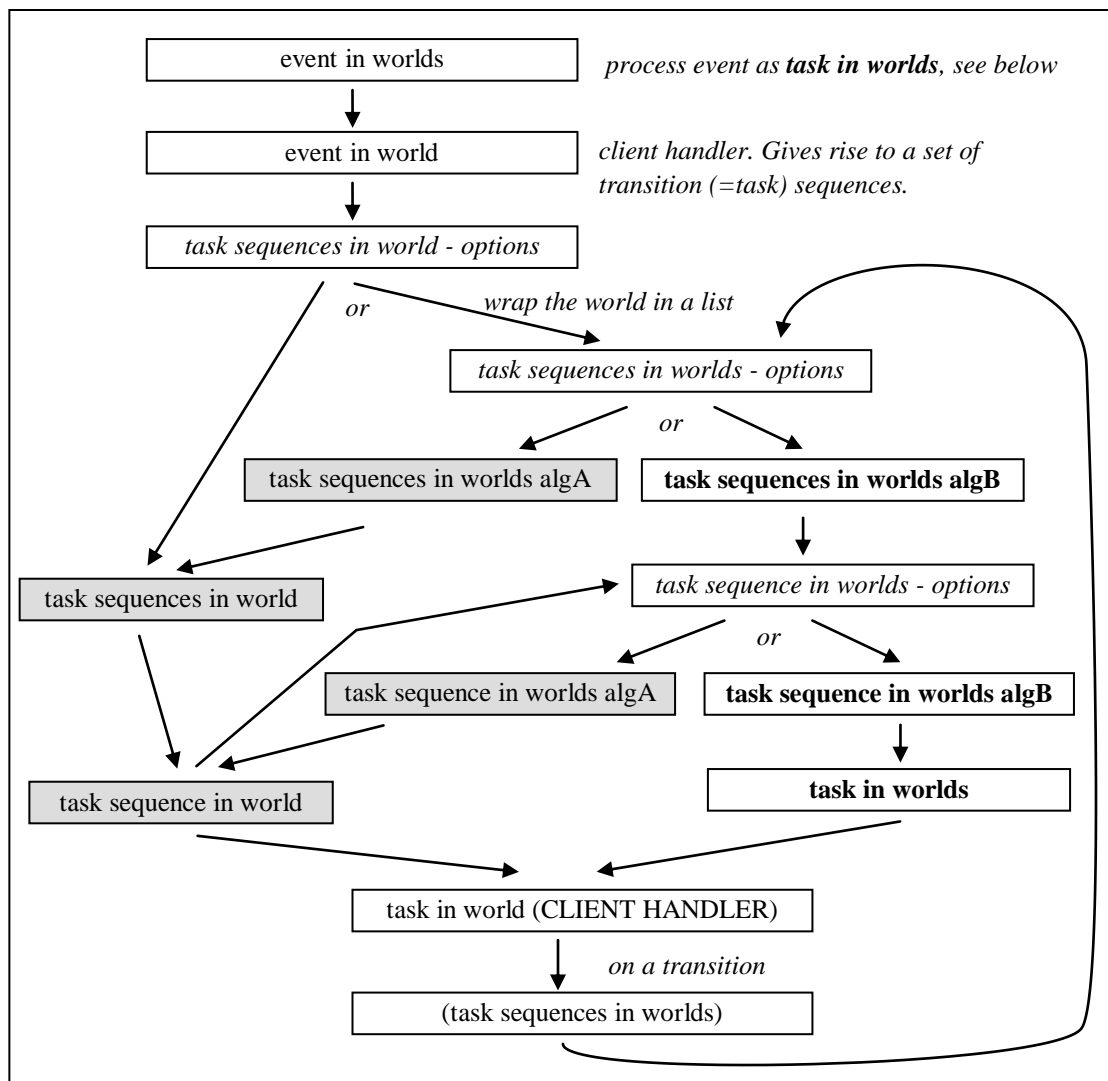 event in worlds
process event as task in worlds, see below
event in world
client handler. Gives rise to a set of
transition (=task) sequences.
task sequences in world - options
or
wrap the world in a list
task sequences in worlds - options
or
task sequences in worlds algA
task sequences in worlds algB
task sequences in world
task sequence in worlds - options
or
task sequence in worlds algA
task sequence in worlds algB
task sequence in world
task in worlds
task in world (CLIENT HANDLER)
on a transition
(task sequences in worlds)